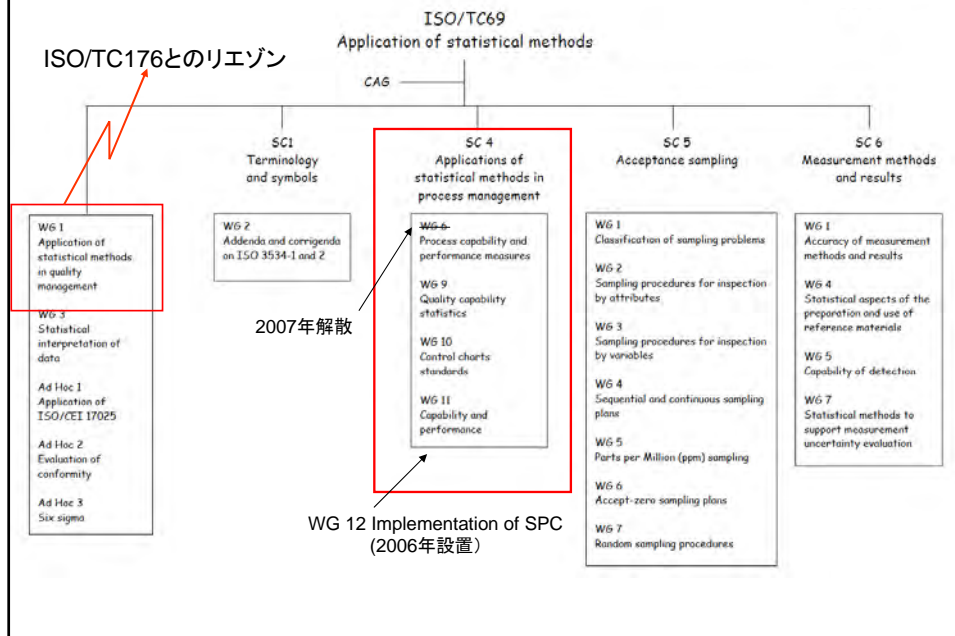 ISO/TC69
Application of statistical methods
ISO/TC176とのリエゾン
CAG
SC1
Terminology
and symbols
SC 4
Applications of
statistical methods in
process management
SC 5
Acceptance sampling
SC 6
Measurement methods
and results
WG 1
Application of
statistical methods
in quality
management
WG 3
Statistical
interpretation of
data
Ad Hoc 1
Application of
ISO/CEI 17025
Ad Hoc 2
Evaluation of
conformity
Ad Hoc 3
Six sigma
WG 2
Addenda and corrigenda
on ISO 3534-1 and 2
WG 6
Process capability and
performance measures
WG 9
Quality capability
statistics
WG 10
Control charts
standards
WG 11
Capability and
performance
2007年解散
WG 12 Implementation of SPC
(2006年設置)
WG 1
Classification of sampling problems
WG 2
Sampling procedures for inspection
by attributes
WG 3
Sampling procedures for inspection
by variables
WG 4
Sequential and continuous sampling
plans
WG 5
Parts per Million (ppm) sampling
WG 6
Accept-zero sampling plans
WG 7
Random sampling procedures
WG 1
Accuracy of measurement
methods and results
WG 4
Statistical aspects of the
preparation and use of
reference materials
WG 5
Capability of detection
WG 7
Statistical methods to
support measurement
uncertainty evaluation